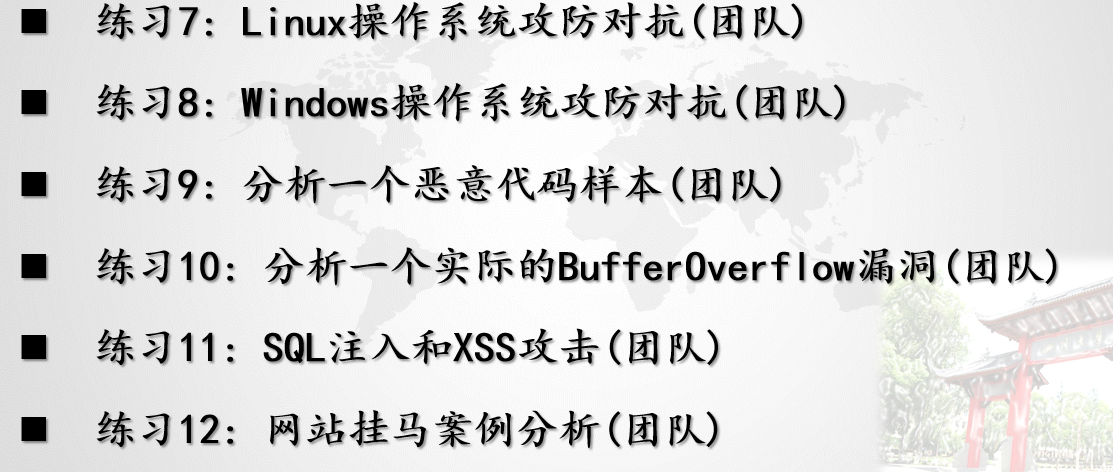 ■ 练习7：Linux操作系统攻防对抗(团队)
■ 练习8：Windows操作系统攻防对抗(团队)
■ 练习9：分析一个恶意代码样本(团队)
■ 练习10：分析一个实际的BufferOverflow漏洞(团队)
■ 练习11：SQL注入和XSS攻击(团队)
■ 练习12：网站挂马案例分析(团队)